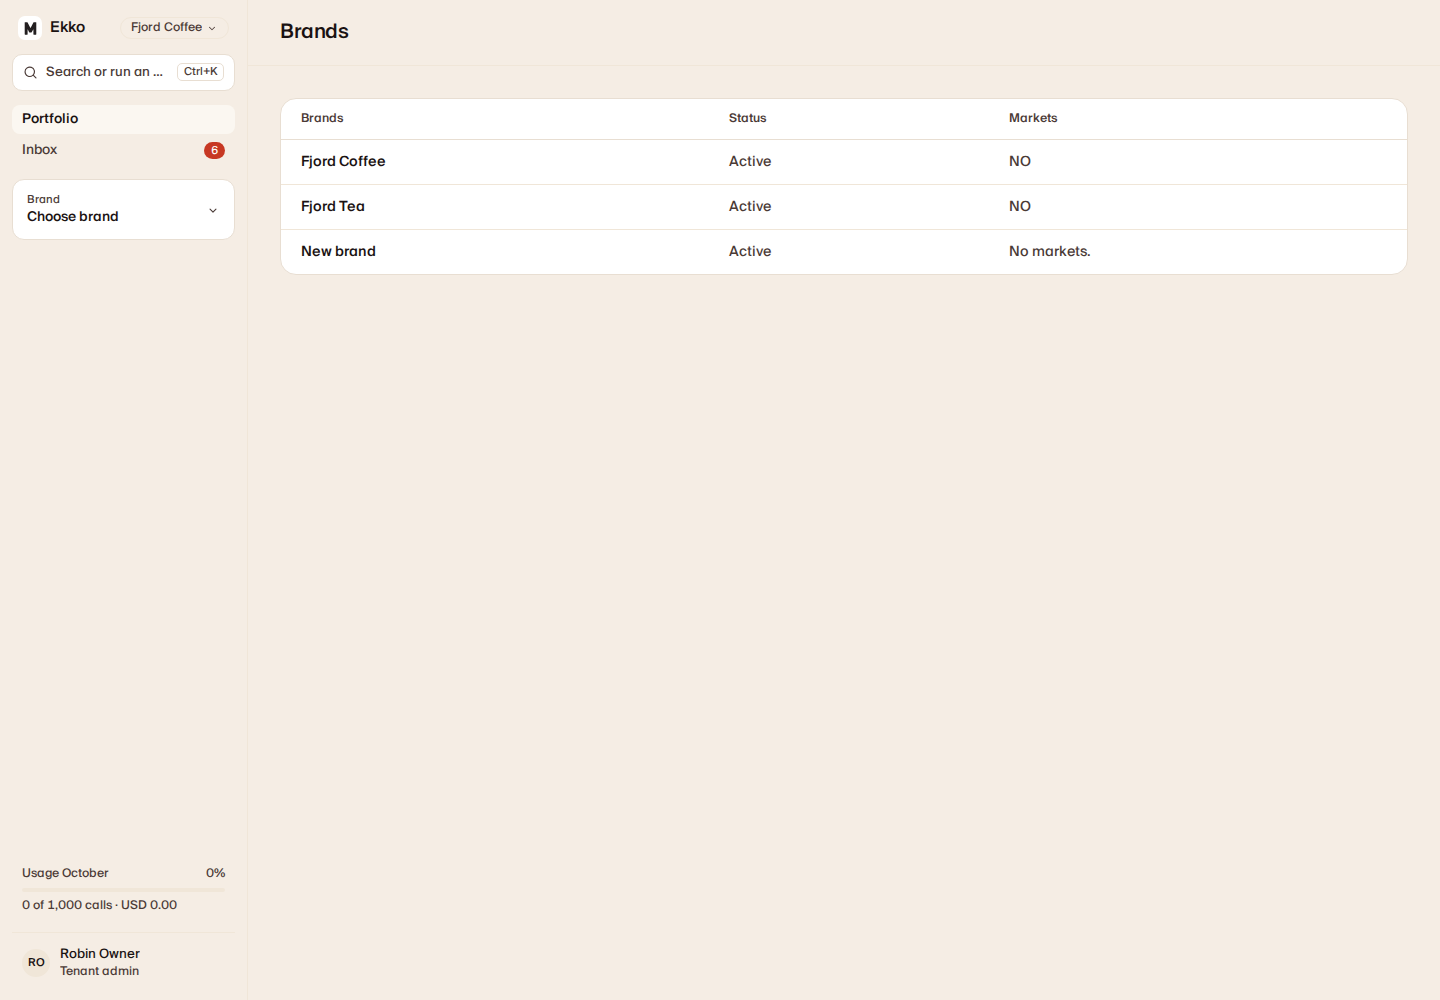 Ekko
Fjord Coffee
Search or run an ...
Ctrl+K
Portfolio
Inbox
6
Brand
Choose brand
Usage October
0%
0 of 1,000 calls · USD 0.00
RO
Robin Owner
Tenant admin
Brands
Brands Status Markets
Fjord Coffee Active NO
Fjord Tea Active NO
New brand Active No markets.